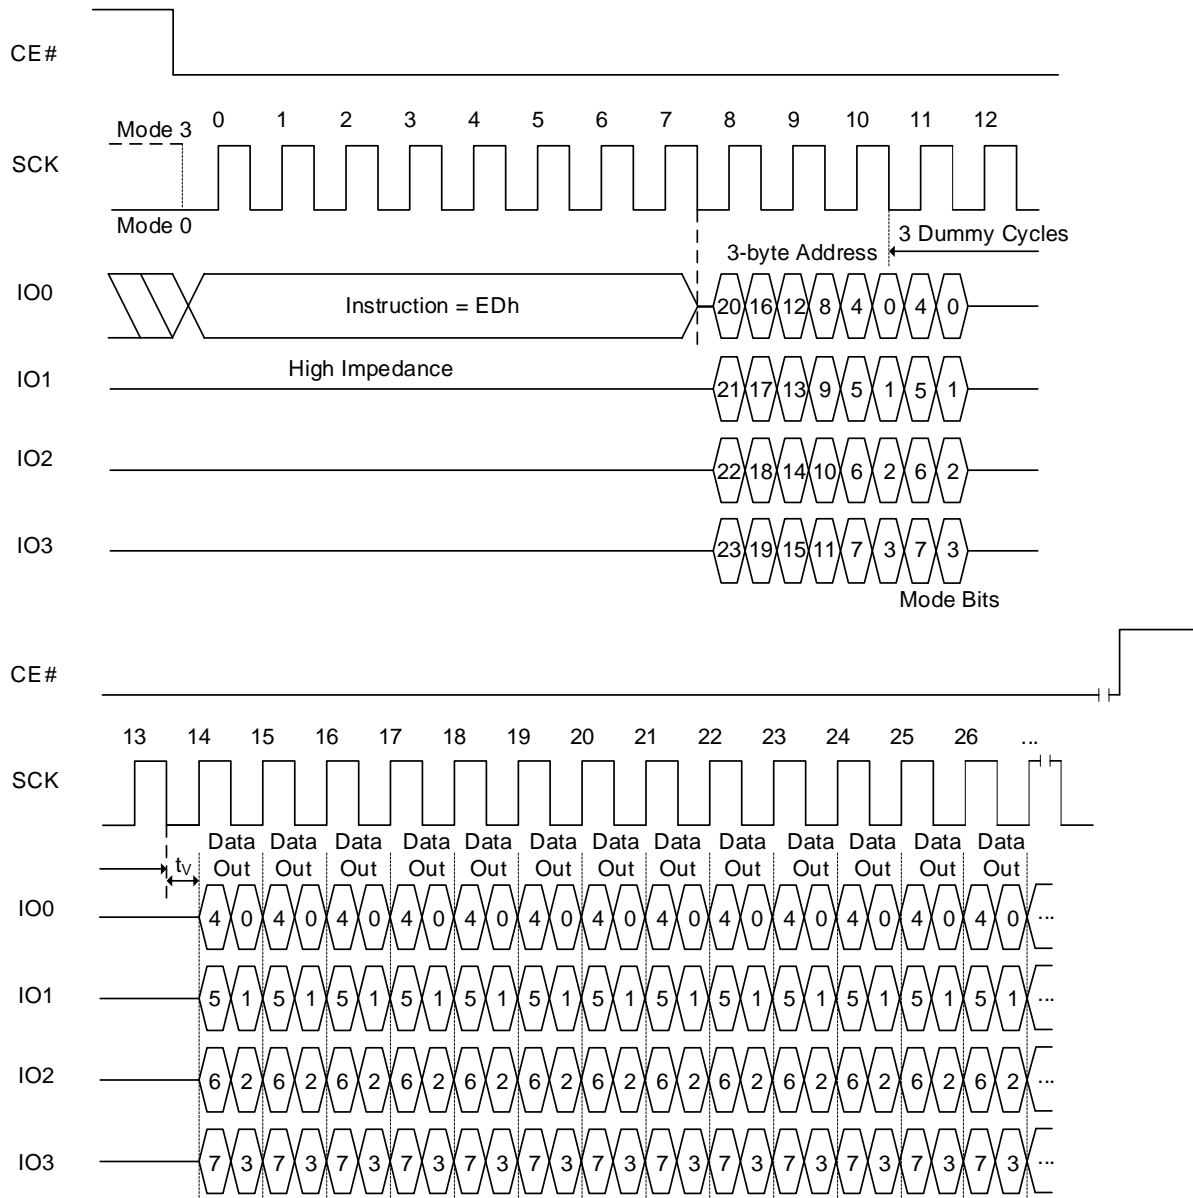 CE#
0 1 2 3 4 5 6 7 8 9 10 11 12
Mode 3
SCK
Mode 0
3 Dummy Cycles
3-byte Address
IO0 Instruction = EDh 20 16 12 8 4 0 4 0
High Impedance
IO1 21 17 13 9 5 1 5 1
IO2 22 18 14 10 6 2 6 2
IO3 23 19 15 11 7 3 7 3
Mode Bits
CE#
13 14 15 16 17 18 19 20 21 22 23 24 25 26 ...
SCK
Data Data Data Data Data Data Data Data Data Data Data Data Data
tV Out Out Out Out Out Out Out Out Out Out Out Out Out
IO0 4 0 4 0 4 0 4 0 4 0 4 0 4 0 4 0 4 0 4 0 4 0 4 0 4 0 ...
IO1 5 1 5 1 5 1 5 1 5 1 5 1 5 1 5 1 5 1 5 1 5 1 5 1 5 1 ...
IO2 6 2 6 2 6 2 6 2 6 2 6 2 6 2 6 2 6 2 6 2 6 2 6 2 6 2 ...
IO3 7 3 7 3 7 3 7 3 7 3 7 3 7 3 7 3 7 3 7 3 7 3 7 3 7 3 ...